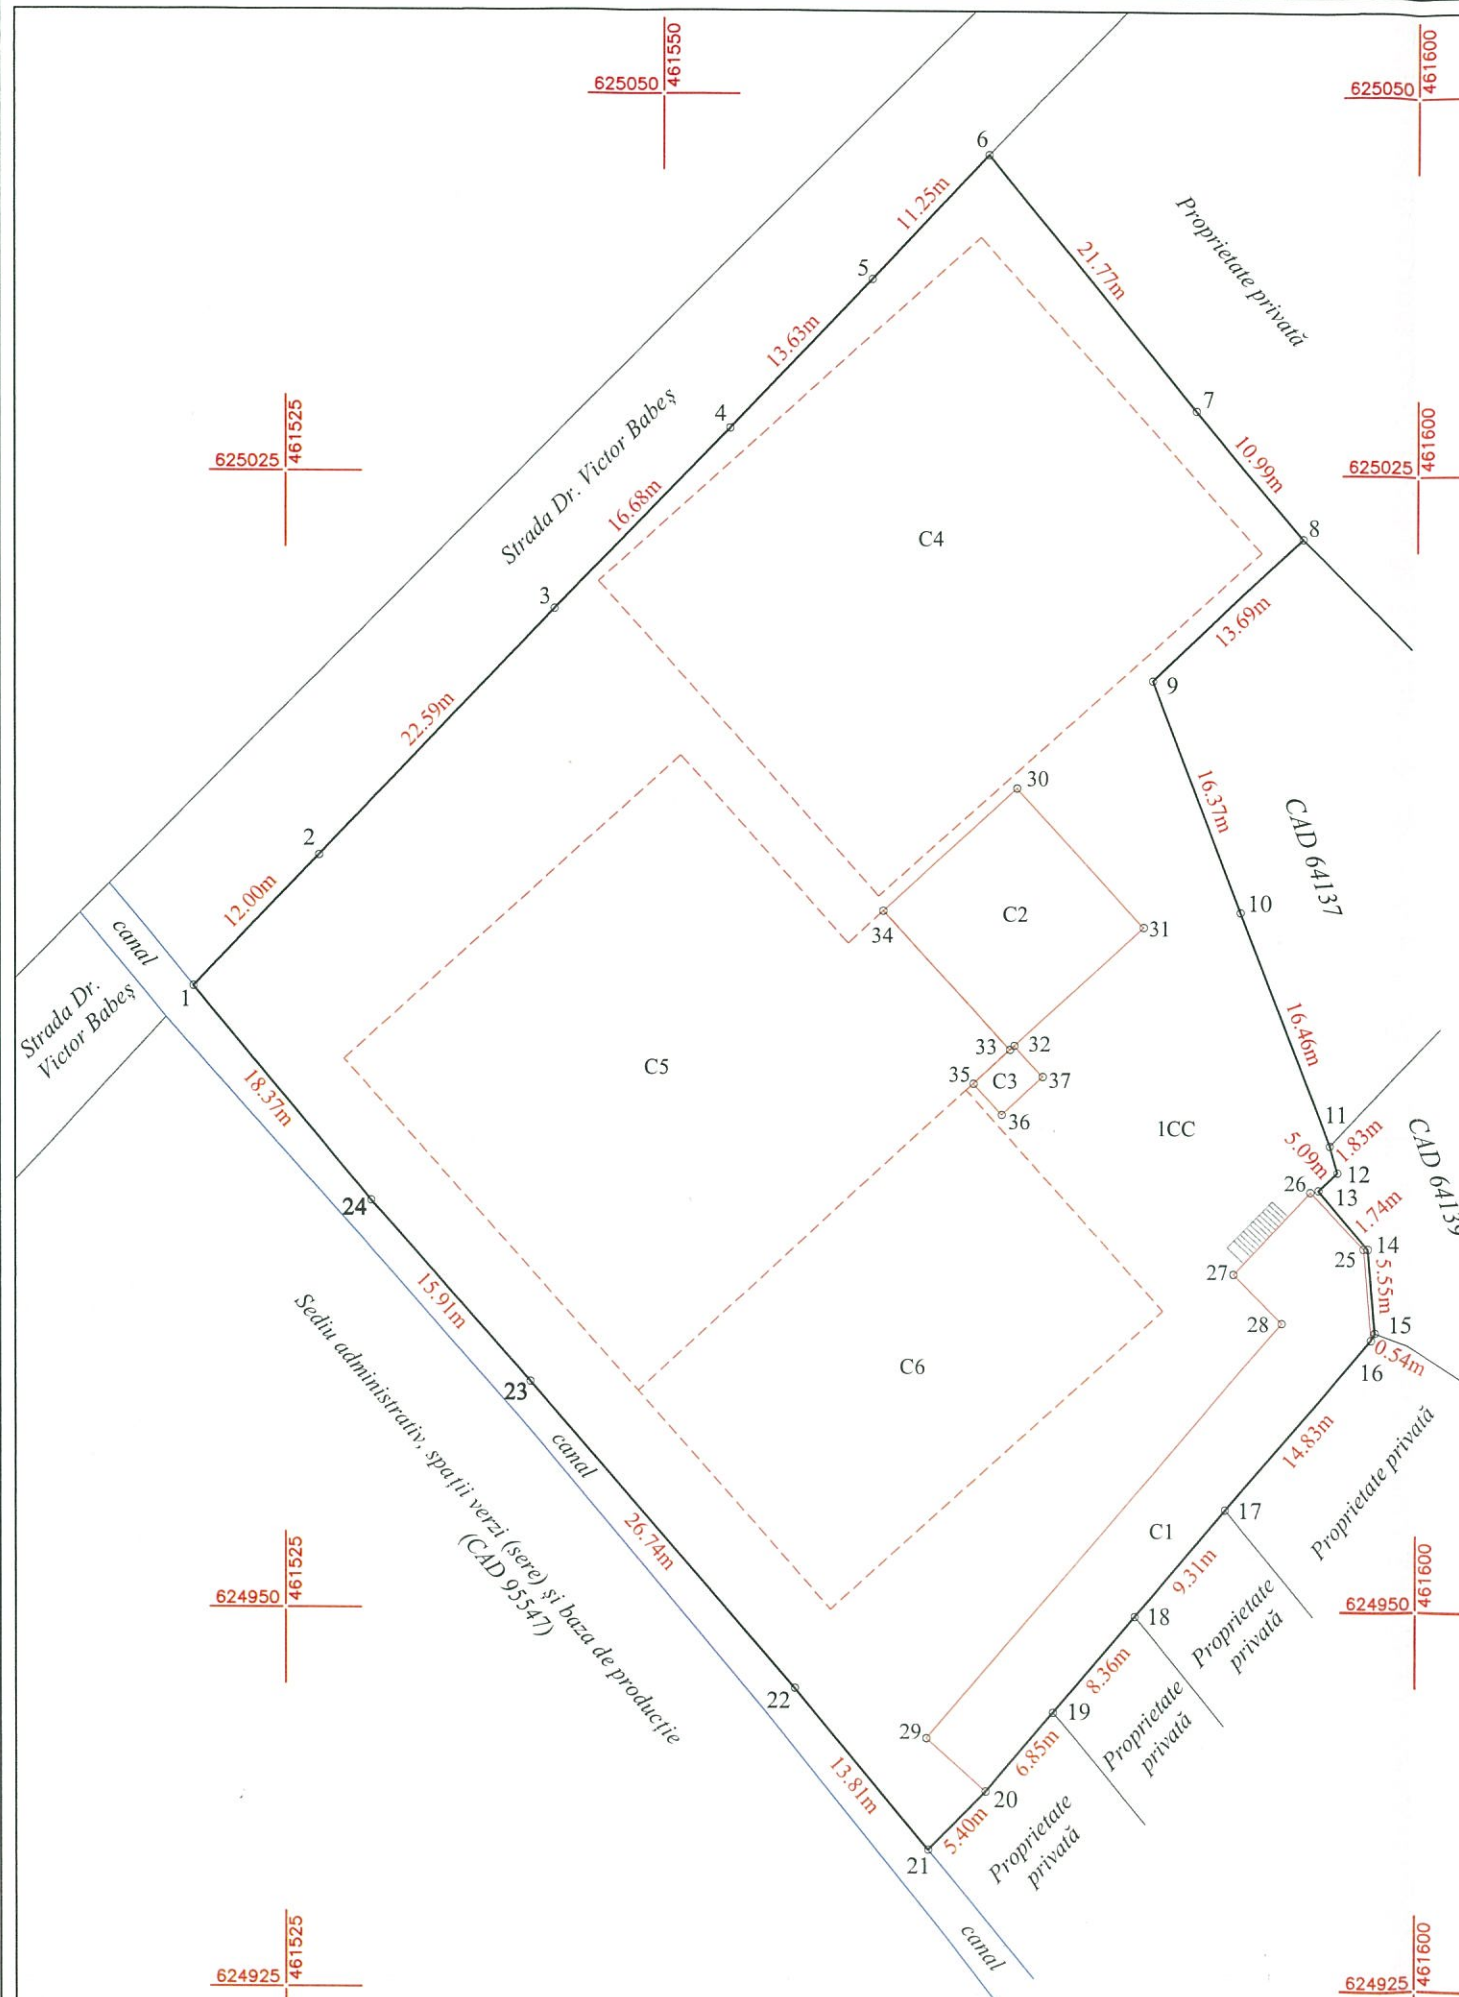 625050
461550
625050
461600
6
11.25m
5
21.77m
Proprietate privată
13.63m
4
7
625025
461525
625025
461600
Strada Dr. Victor Babeş
10.99m
16.68m
C4
8
3
13.69m
9
22.59m
30
16.37m
CAD 64137
2
12.00m
C2
10
34
31
canal
1
Strada Dr.
Victor Babeş
16.46m
33
32
C5
35
C3
37
36
18.37m
1CC
11
1.83m
5.09m
12
CAD 64139
26
13
1.74m
24
14
25
5.55m
27
15.91m
28
15
0.54m
16
23
C6
canal
14.83m
Proprietate privată
Sediu administrativ, spaţii verzi (sere) şi baza de producţie
(CAD 95547)
26.74m
17
C1
9.31m
624950
461525
624950
461600
18
Proprietate
privată
8.36m
22
19
Proprietate
privată
29
13.81m
6.85m
20
Proprietate
privată
5.40m
21
canal
624925
461525
624925
461600